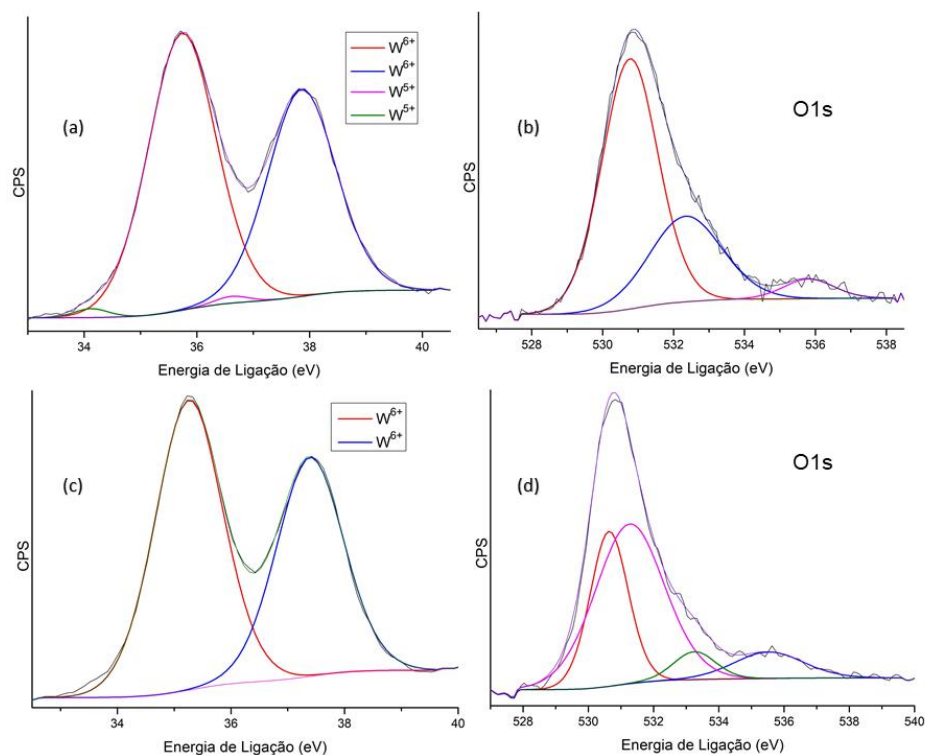 W6+
W6+
W5+
W5+
(a)
CPS
34 36 38 40
Energia de Ligação (eV)
(b)
O1s
CPS
528 530 532 534 536 538
Energia de Ligação (eV)
W6+
W6+
(c)
CPS
34 36 38 40
Energia de Ligação (eV)
(d)
O1s
CPS
528 530 532 534 536 538 540
Energia de Ligação (eV)